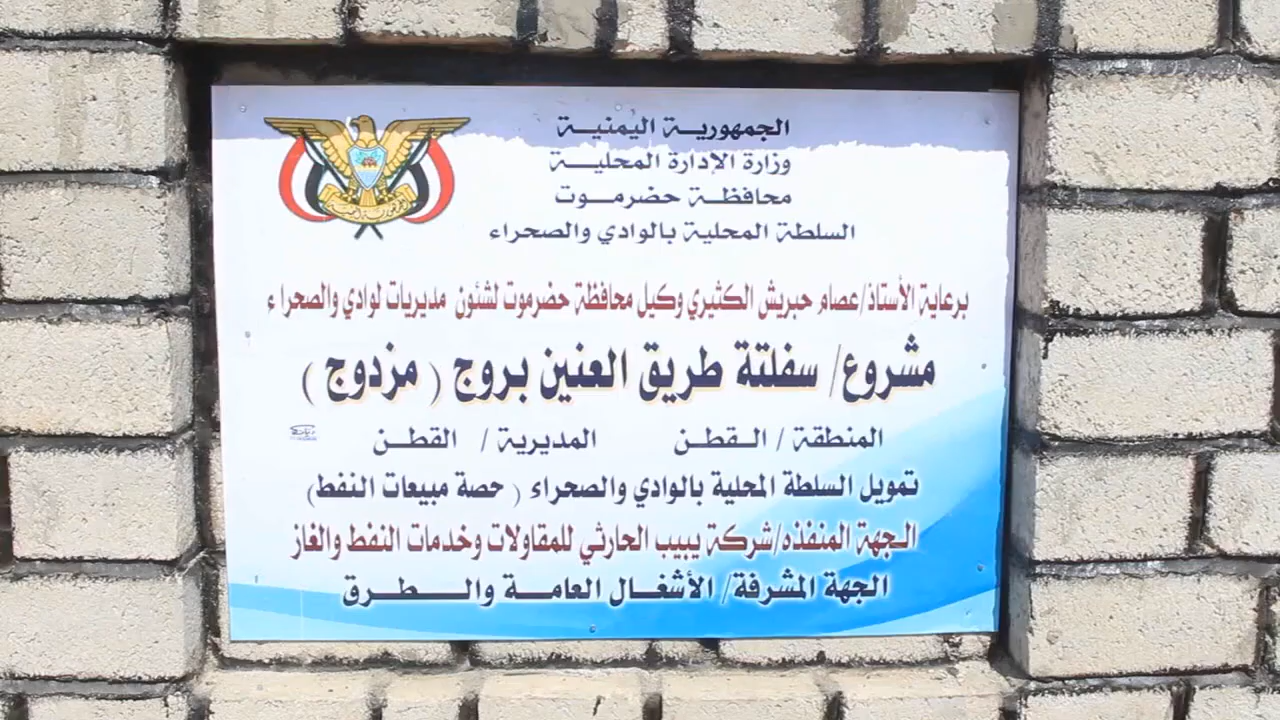 الجمهورية اليمنية
وزارة الإدارة المحلية
محافظة حضرموت
السلطة المحلية بالوادي والصحراء
برعاية الأستاذ/عصام حبريش الكثيري وكيل محافظة حضرموت لشئون مديريات لوادي والصحراء
مشروع/ سفلتة طريق العنين بروج ( مزدوج )
المنطقة / القطن المديرية / القطن
تمويل السلطة المحلية بالوادي والصحراء ( حصة مبيعات النفط)
الجهة المنفذه/شركة يبيب الحارثي للمقاولات وخدمات النفط والغاز
الجهة المشرفة/ الأشغال العامة والطرق